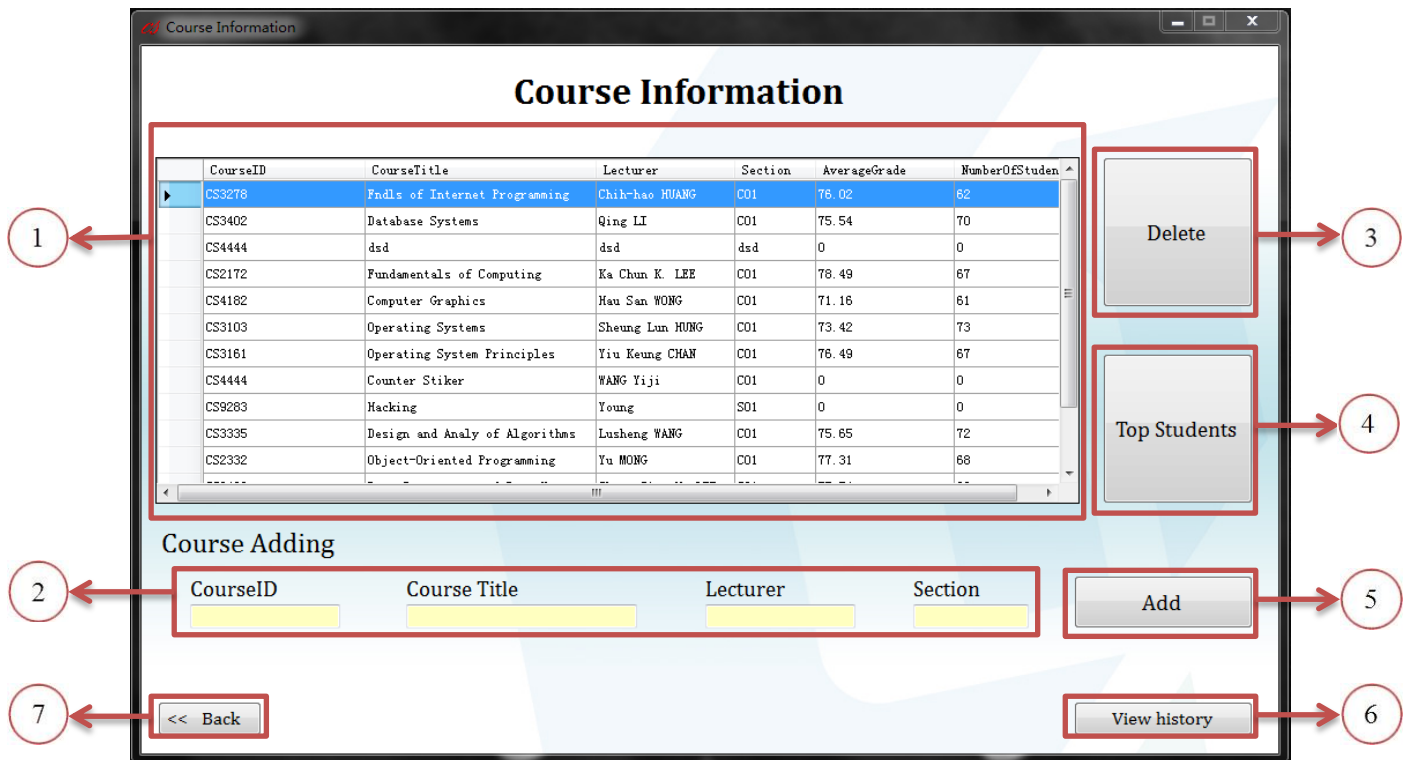 Course Information
Course Information
CourseID CourseTitle Lecturer Section AverageGrade NumberOfStuden
CS3278 Fndls of Internet Programming Chih-hao HUANG C01 76.02 62
CS3402 Database Systems Qing LI C01 75.54 70
CS4444 dsd dsd dsd 0 0
CS2172 Fundamentals of Computing Ka Chun K. LEE C01 78.49 67
CS4182 Computer Graphics Hau San WONG C01 71.16 61
CS3103 Operating Systems Sheung Lun HUNG C01 73.42 73
CS3161 Operating System Principles Yiu Keung CHAN C01 76.49 67
CS4444 Counter Stiker WANG Yiji C01 0 0
CS9283 Hacking Young S01 0 0
CS3335 Design and Analy of Algorithms Lusheng WANG C01 75.65 72
CS2332 Object-Oriented Programming Yu MONG C01 77.31 68
1
Delete
3
Top Students
4
Course Adding
2
CourseID Course Title Lecturer Section
Add
5
7
<< Back
View history
6